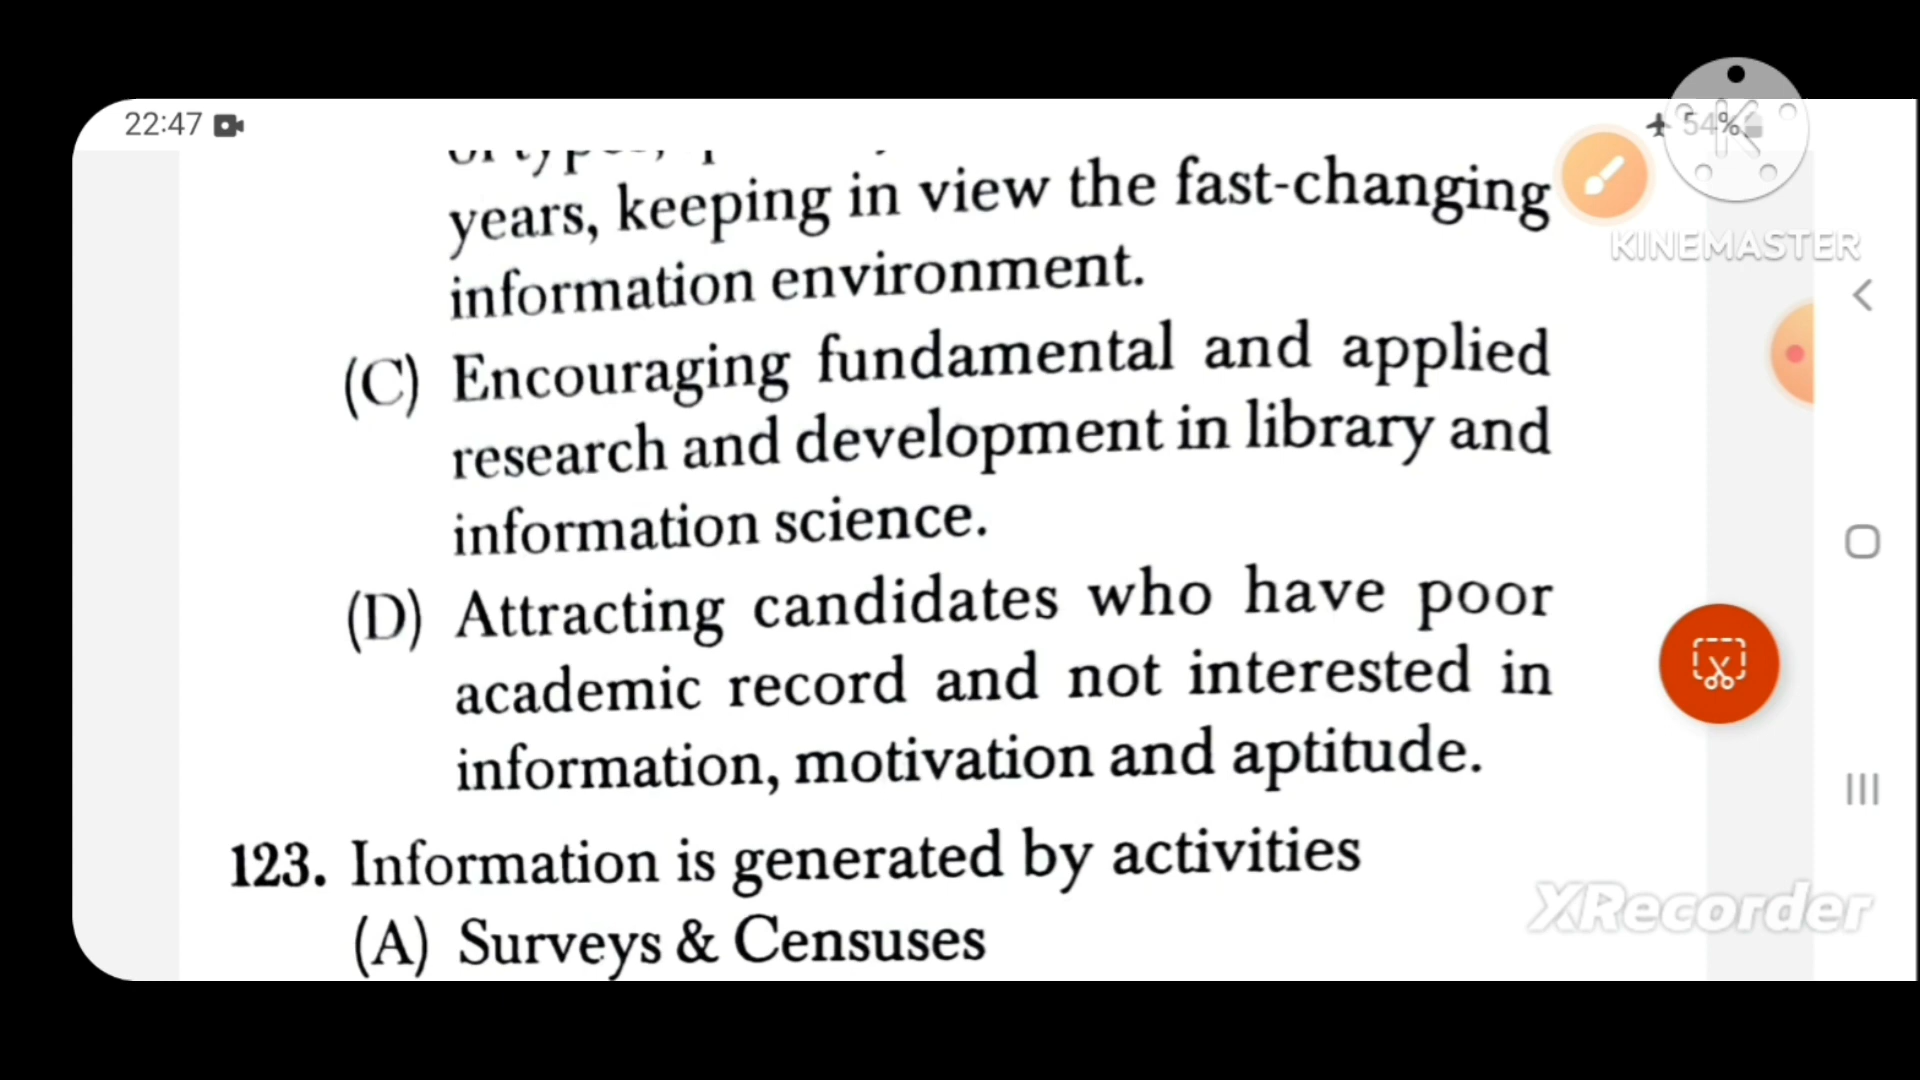 22:47
54%
KINEMASTER
years, keeping in view the fast-changing
information environment.
(C) Encouraging fundamental and applied
research and development in library and
information science.
(D) Attracting candidates who have poor
academic record and not interested in
information, motivation and aptitude.
123. Information is generated by activities
(A) Surveys & Censuses
XRecorder